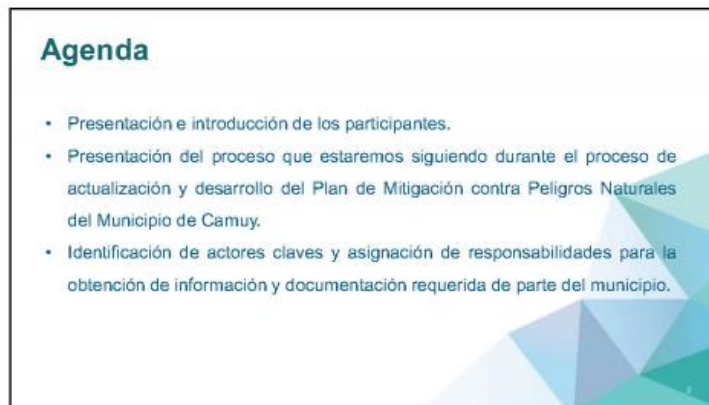 Agenda
• Presentación e introducción de los participantes.
• Presentación del proceso que estaremos siguiendo durante el proceso de
actualización y desarrollo del Plan de Mitigación contra Peligros Naturales
del Municipio de Camuy.
• Identificación de actores claves y asignación de responsabilidades para la
obtención de información y documentación requerida de parte del municipio.